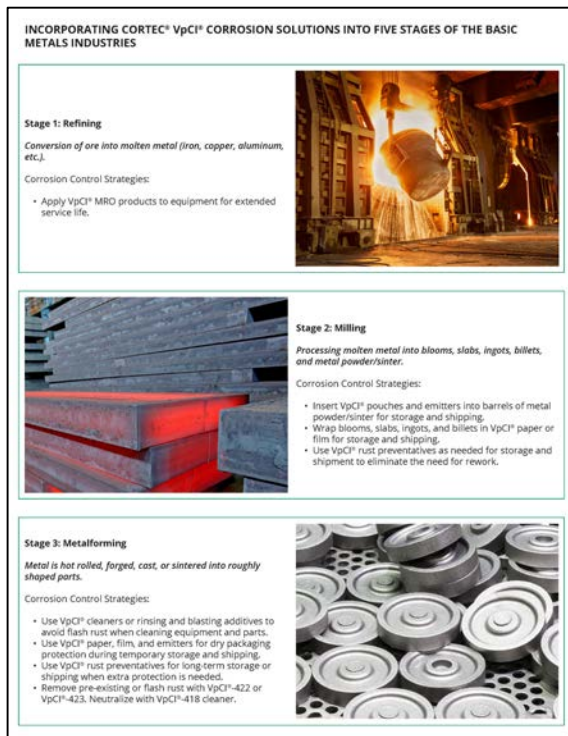 INCORPORATING CORTEC® VpCI® CORROSION SOLUTIONS INTO FIVE STAGES OF THE BASIC
METALS INDUSTRIES
Stage 1: Refining
Conversion of ore into molten metal (iron, copper, aluminum,
etc.).
Corrosion Control Strategies:
• Apply VpCI® MRO products to equipment for extended
service life.
Stage 2: Milling
Processing molten metal into blooms, slabs, ingots, billets,
and metal powder/sinter.
Corrosion Control Strategies:
• Insert VpCI® pouches and emitters into barrels of metal
powder/sinter for storage and shipping.
• Wrap blooms, slabs, ingots, and billets in VpCI® paper or
film for storage and shipping.
• Use VpCI® rust preventatives as needed for storage and
shipment to eliminate the need for rework.
Stage 3: Metalforming
Metal is hot rolled, forged, cast, or sintered into roughly
shaped parts.
Corrosion Control Strategies:
• Use VpCI® cleaners or rinsing and blasting additives to
avoid flash rust when cleaning equipment and parts.
• Use VpCI® paper, film, and emitters for dry packaging
protection during temporary storage and shipping.
• Use VpCI® rust preventatives for long-term storage or
shipping when extra protection is needed.
• Remove pre-existing or flash rust with VpCI®-422 or
VpCI®-423. Neutralize with VpCI®-418 cleaner.